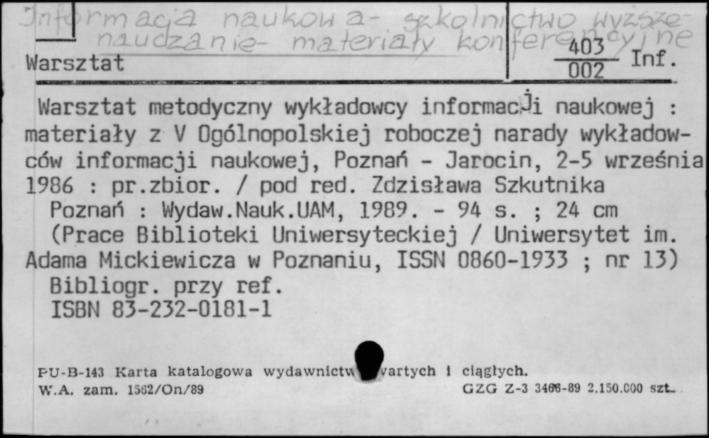 Informacja naukowa - szkolnictwo wyższe -
nauczanie - materiały konferencyjne
Warsztat
403
002
Inf.
Warsztat metodyczny wykładowcy informacji naukowej :
materiały z V Ogólnopolskiej roboczej narady wykładow-
ców informacji naukowej, Poznań - Jarocin, 2-5 września
1986 : pr.zbior. / pod red. Zdzisława Szkutnika
Poznań : Wydaw.Nauk.UAM, 1989. - 94 s. ; 24 cm
(Prace Biblioteki Uniwersyteckiej / Uniwersytet im.
Adama Mickiewicza w Poznaniu, ISSN 0860-1933 ; nr 13)
Bibliogr. przy ref.
ISBN 83-232-0181-1
PU-B-143 Karta katalogowa wydawnictw wartych i ciągłych.
W.A. zam. 1562/On/89
GZG Z-3 3466-89 2.150.000 szt.